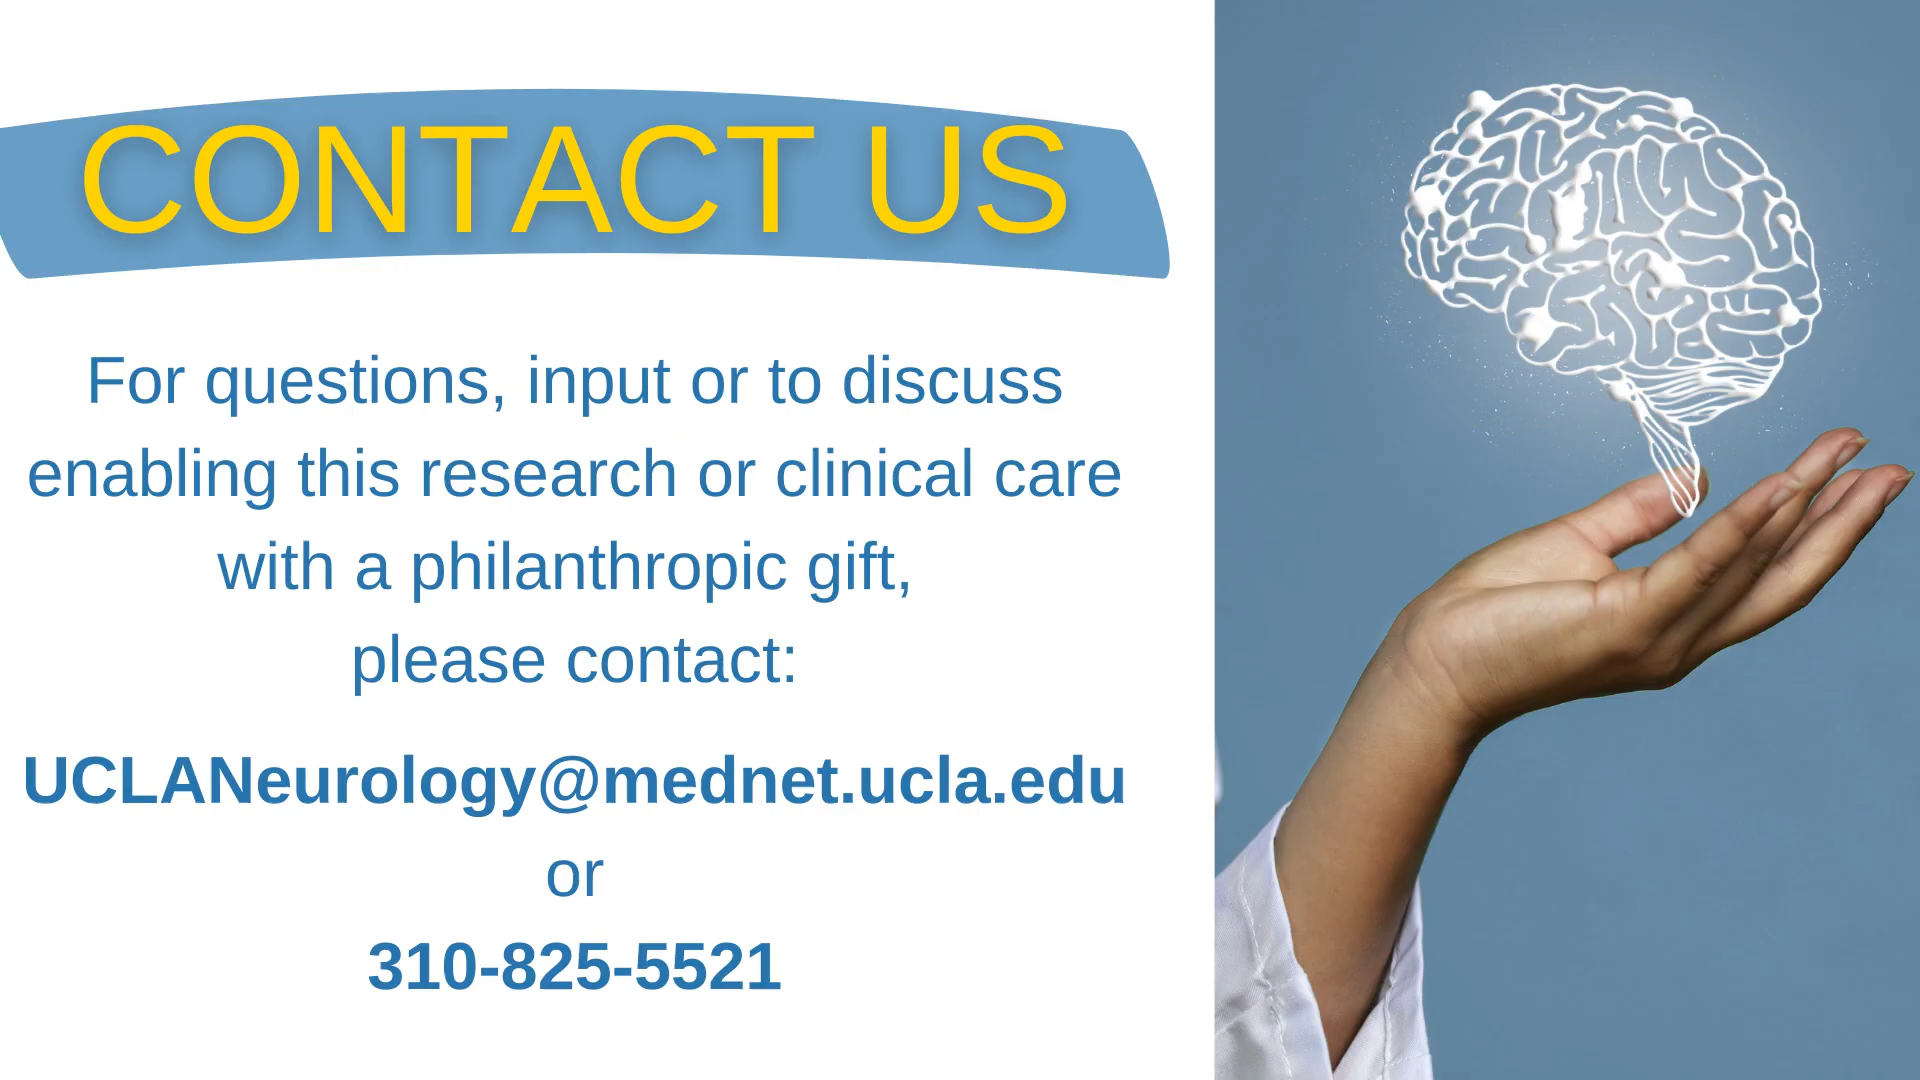 CONTACT US
For questions, input or to discuss
enabling this research or clinical care
with a philanthropic gift,
please contact:
UCLANeurology@mednet.ucla.edu
or
310-825-5521